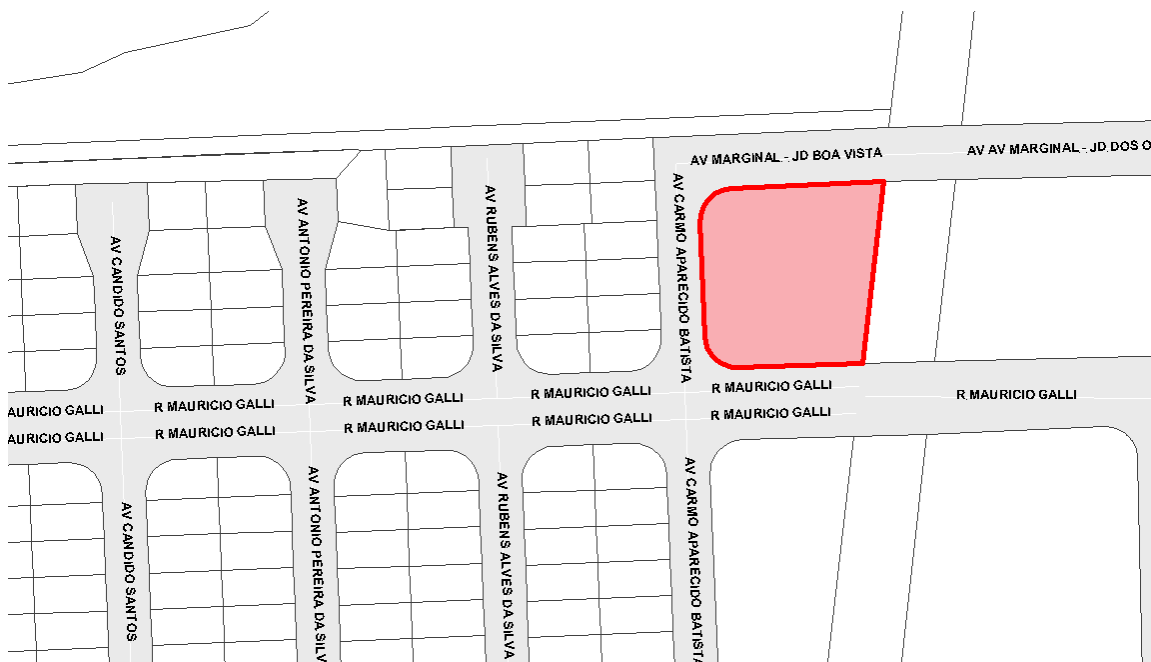 AV MARGINAL - JD BOA VISTA
AV AV MARGINAL - JD DOS O
AV CANDIDO SANTOS
AV ANTONIO PEREIRA DA SILVA
AV RUBENS ALVES DA SILVA
AV CARMO APARECIDO BATISTA
AURICIO GALLI
R MAURICIO GALLI
R MAURICIO GALLI
R MAURICIO GALLI
R MAURICIO GALLI
R MAURICIO GALLI
AURICIO GALLI
R MAURICIO GALLI
R MAURICIO GALLI
R MAURICIO GALLI
R MAURICIO GALLI
AV CANDIDO SANTOS
AV ANTONIO PEREIRA DA SILV
AV RUBENS ALVES DA SILVA
AV CARMO APARECIDO BATISTA